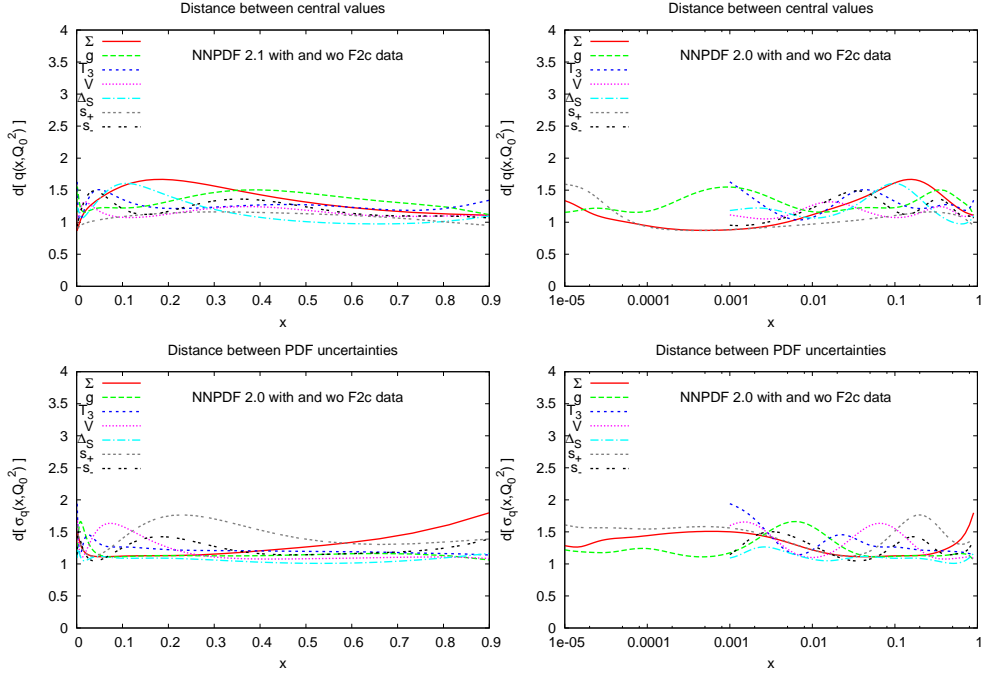 Distance between central values
d[ q(x,Q₀²) ]
4
3.5
3
2.5
2
1.5
1
0.5
0
Σ
g
T₃
V
Δ_S
s₊
s₋
NNPDF 2.1 with and wo F2c data
0 0.1 0.2 0.3 0.4 0.5 0.6 0.7 0.8 0.9
x
Distance between central values
d[ q(x,Q₀²) ]
4
3.5
3
2.5
2
1.5
1
0.5
0
Σ
g
T₃
V
Δ_S
s₊
s₋
NNPDF 2.0 with and wo F2c data
1e-05 0.0001 0.001 0.01 0.1 1
x
Distance between PDF uncertainties
d[ σ_q(x,Q₀²) ]
4
3.5
3
2.5
2
1.5
1
0.5
0
Σ
g
T₃
V
Δ_S
s₊
s₋
NNPDF 2.0 with and wo F2c data
0 0.1 0.2 0.3 0.4 0.5 0.6 0.7 0.8 0.9
x
Distance between PDF uncertainties
d[ σ_q(x,Q₀²) ]
4
3.5
3
2.5
2
1.5
1
0.5
0
Σ
g
T₃
V
Δ_S
s₊
s₋
NNPDF 2.0 with and wo F2c data
1e-05 0.0001 0.001 0.01 0.1 1
x